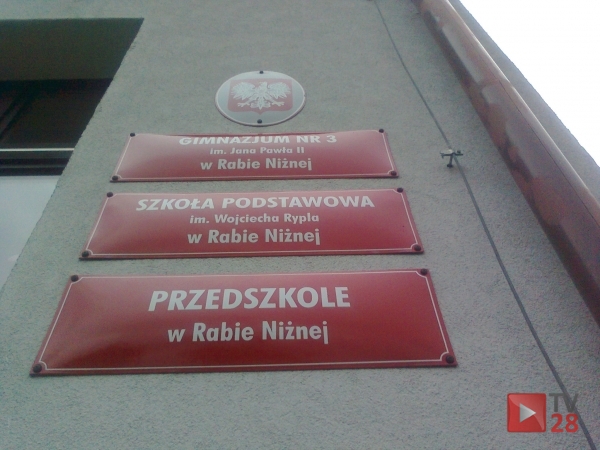 GIMNAZJUM NR 3
im. Jana Pawła II
w Rabie Niżnej
SZKOŁA PODSTAWOWA
im. Wojciecha Rypla
w Rabie Niżnej
PRZEDSZKOLE
w Rabie Niżnej
TV
28